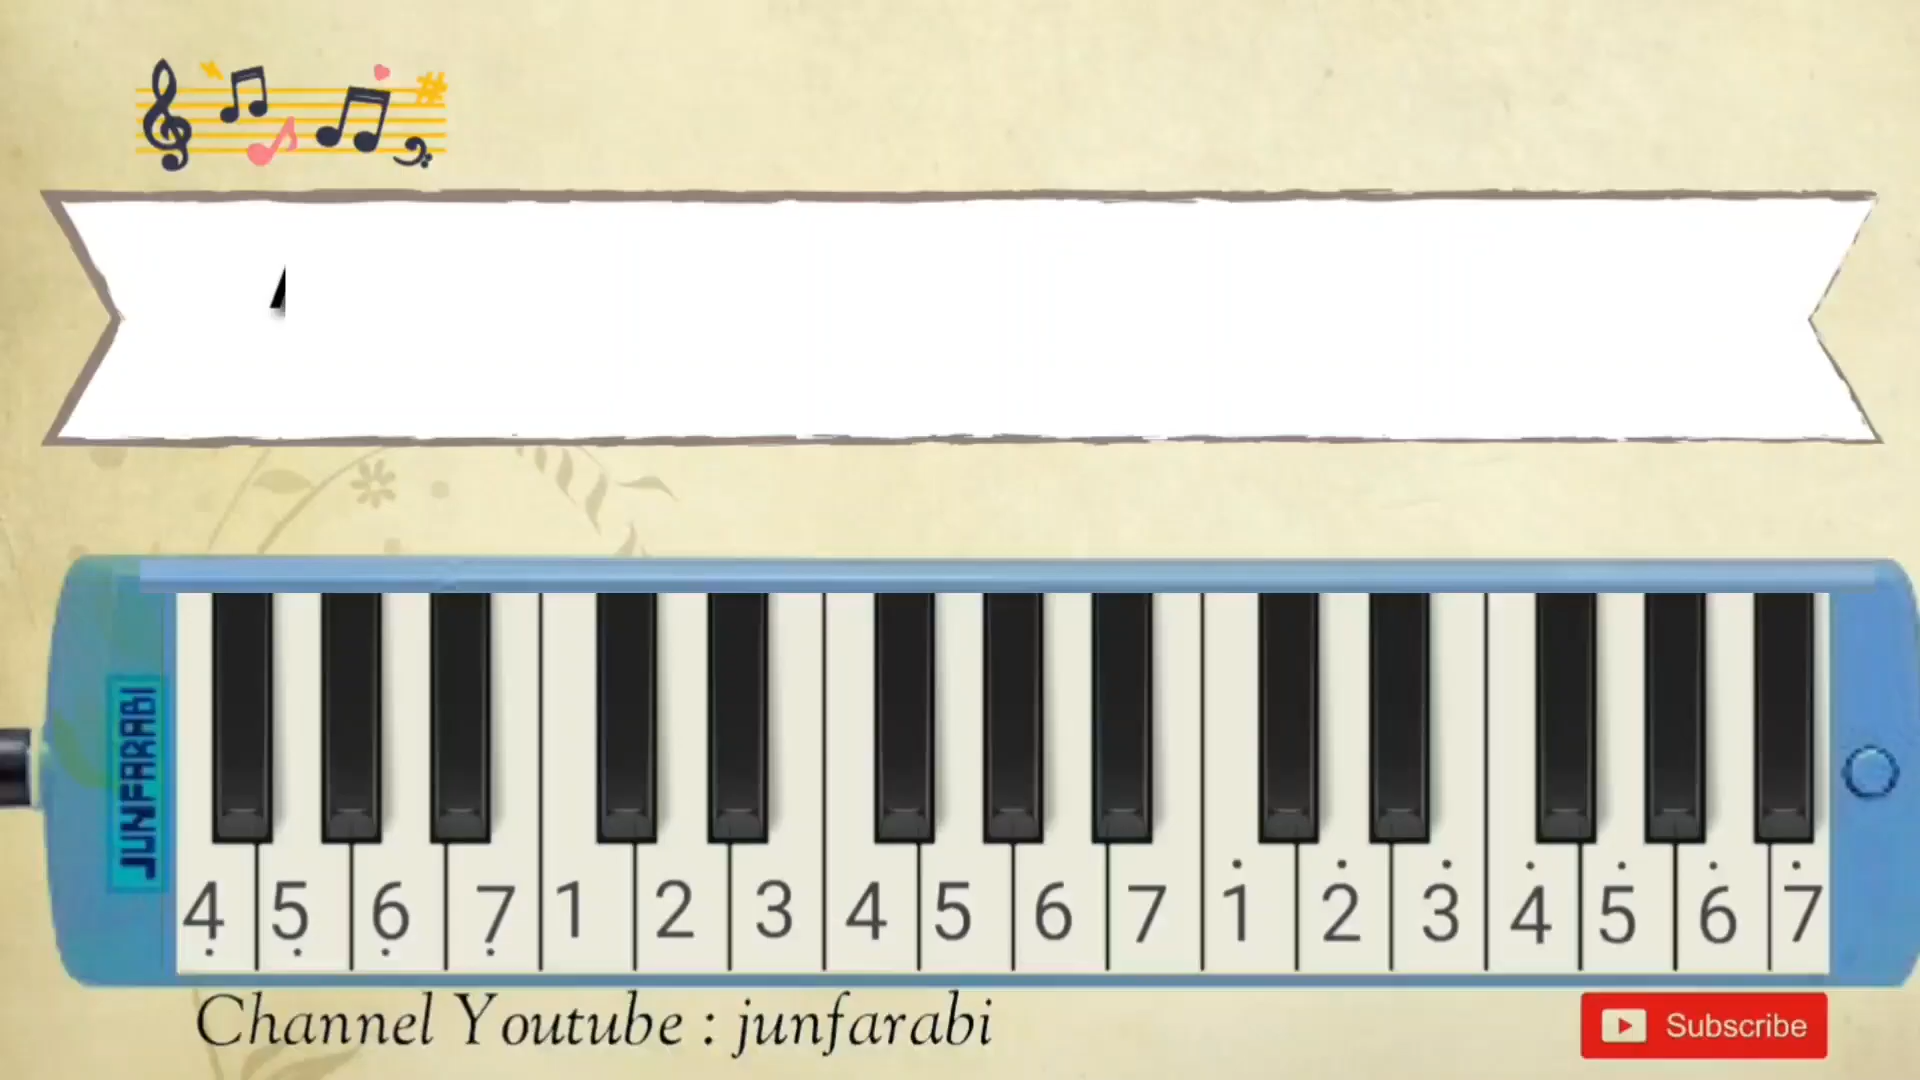 JUNFARABI
4̣ 5̣ 6̣ 7̣ 1 2 3 4 5 6 7 1̇ 2̇ 3̇ 4̇ 5̇ 6̇ 7̇
Channel Youtube : junfarabi
Subscribe